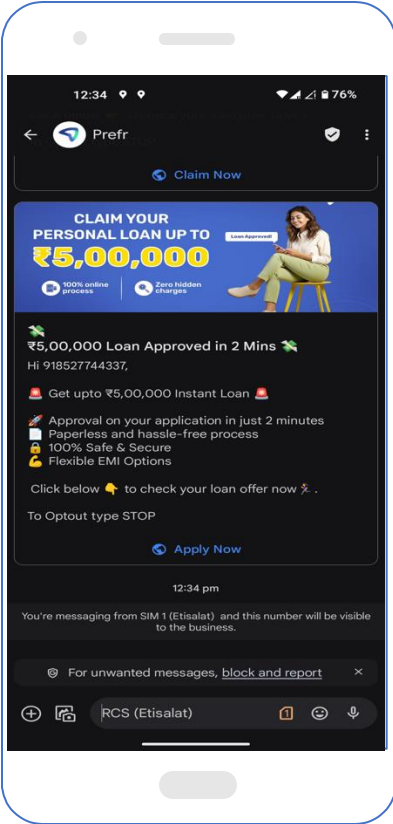 12:34 76%
Prefr
Claim Now
CLAIM YOUR
PERSONAL LOAN UP TO
₹5,00,000
Loan Approved!
100% online
process
Zero hidden
charges
💸
₹5,00,000 Loan Approved in 2 Mins 💸
Hi 918527744337,
🚨 Get upto ₹5,00,000 Instant Loan 🚨
🚀 Approval on your application in just 2 minutes
📄 Paperless and hassle-free process
🔒 100% Safe & Secure
💪 Flexible EMI Options
Click below 👇 to check your loan offer now 🏃‍♀️ .
To Optout type STOP
Apply Now
12:34 pm
You're messaging from SIM 1 (Etisalat) and this number will be visible
to the business.
For unwanted messages, block and report
RCS (Etisalat) 1